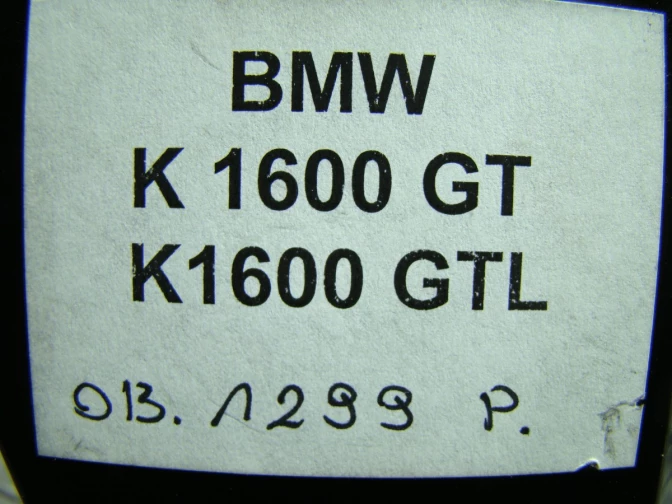 BMW
K 1600 GT
K1600 GTL
OB. 1299 P.